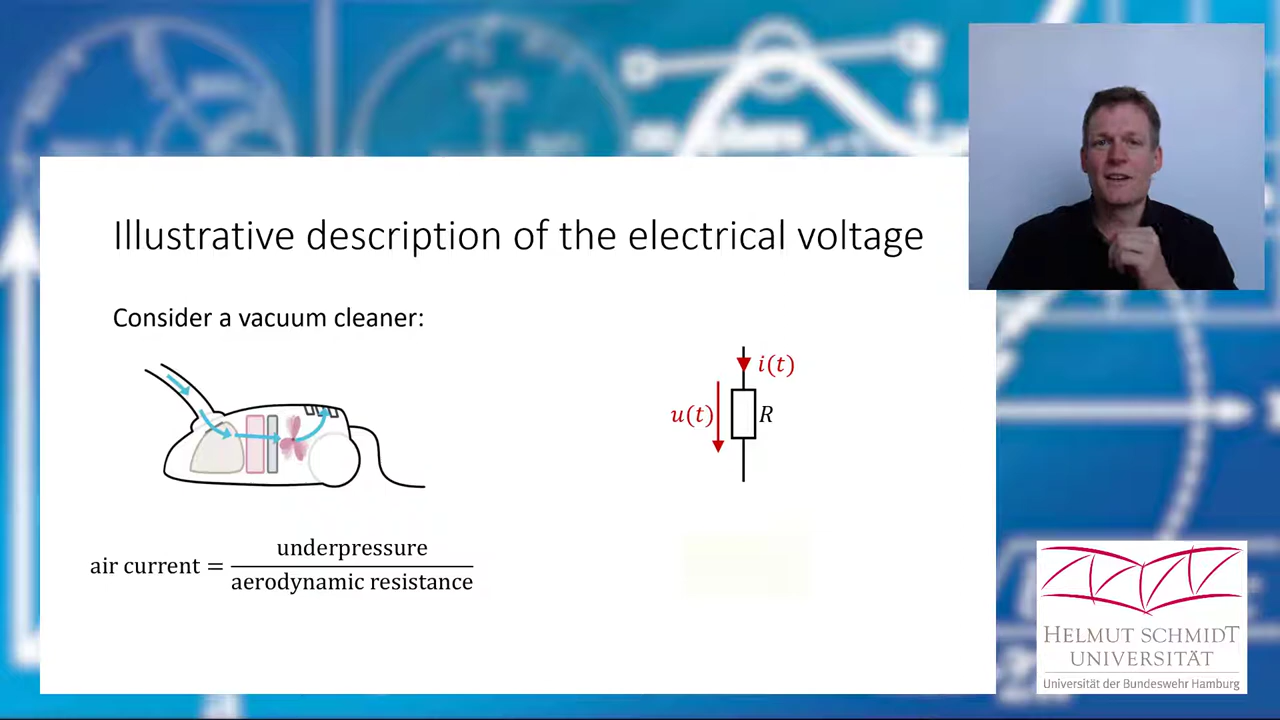 Illustrative description of the electrical voltage
Consider a vacuum cleaner:
i(t)
u(t)
R
air current = underpressure / aerodynamic resistance
HELMUT SCHMIDT
UNIVERSITÄT
Universität der Bundeswehr Hamburg